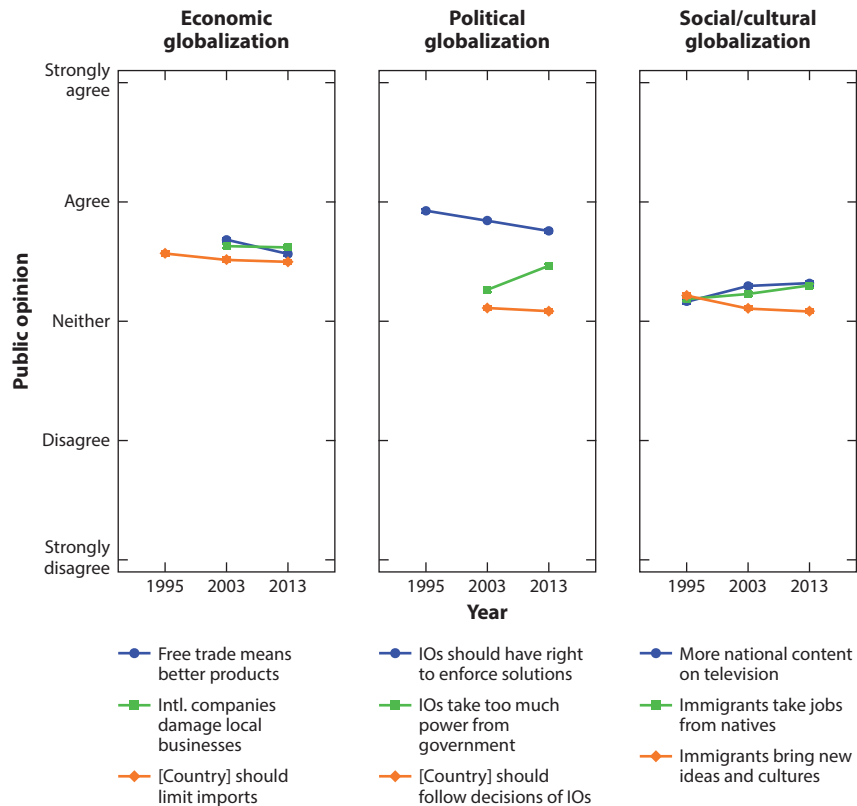 Economic
globalization
Political
globalization
Social/cultural
globalization
Public opinion
Strongly
agree
Agree
Neither
Disagree
Strongly
disagree
1995 2003 2013
1995 2003 2013
1995 2003 2013
Year
Free trade means
better products
Intl. companies
damage local
businesses
[Country] should
limit imports
IOs should have right
to enforce solutions
IOs take too much
power from
government
[Country] should
follow decisions of IOs
More national content
on television
Immigrants take jobs
from natives
Immigrants bring new
ideas and cultures